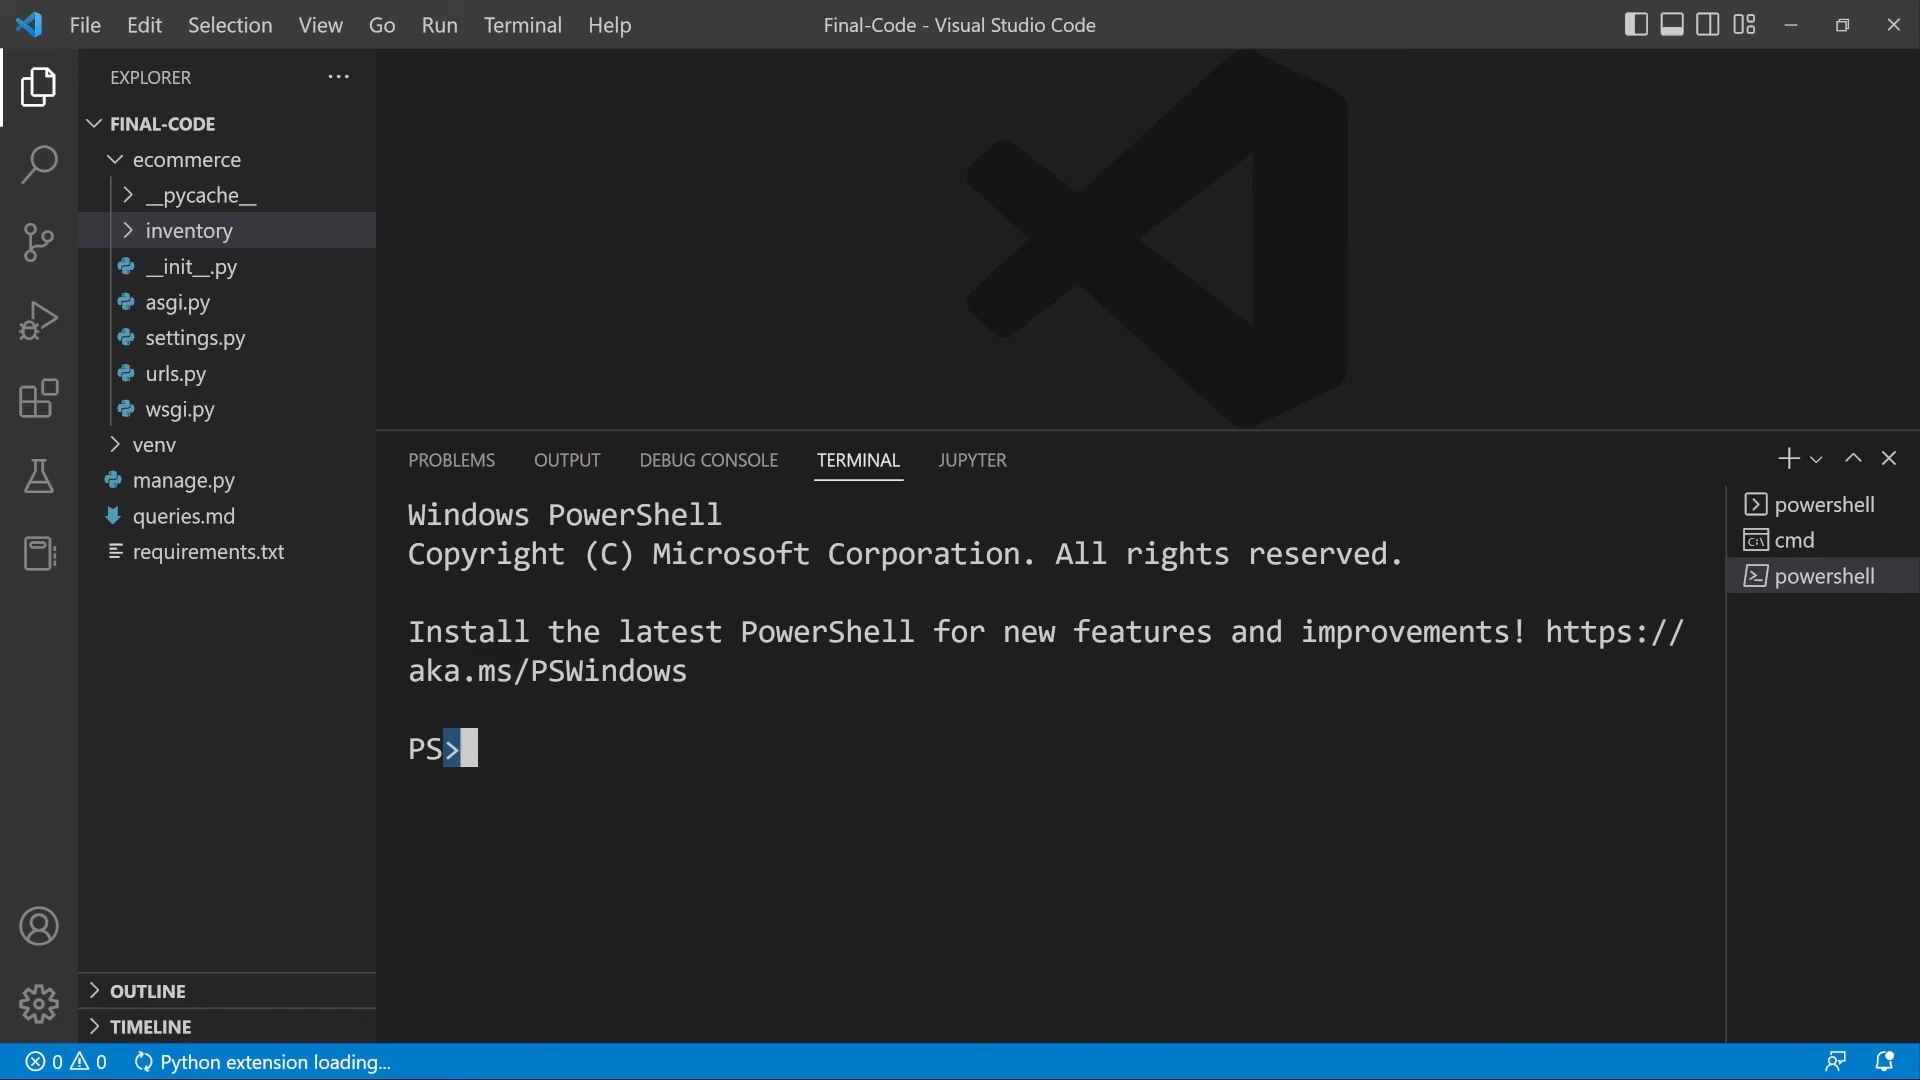 File Edit Selection View Go Run Terminal Help
Final-Code - Visual Studio Code
EXPLORER
FINAL-CODE
ecommerce
__pycache__
inventory
__init__.py
asgi.py
settings.py
urls.py
wsgi.py
venv
manage.py
queries.md
requirements.txt
OUTLINE
TIMELINE
PROBLEMS OUTPUT DEBUG CONSOLE TERMINAL JUPYTER
Windows PowerShell
Copyright (C) Microsoft Corporation. All rights reserved.
Install the latest PowerShell for new features and improvements! https://
aka.ms/PSWindows
PS>
powershell
cmd
powershell
0 0 Python extension loading...